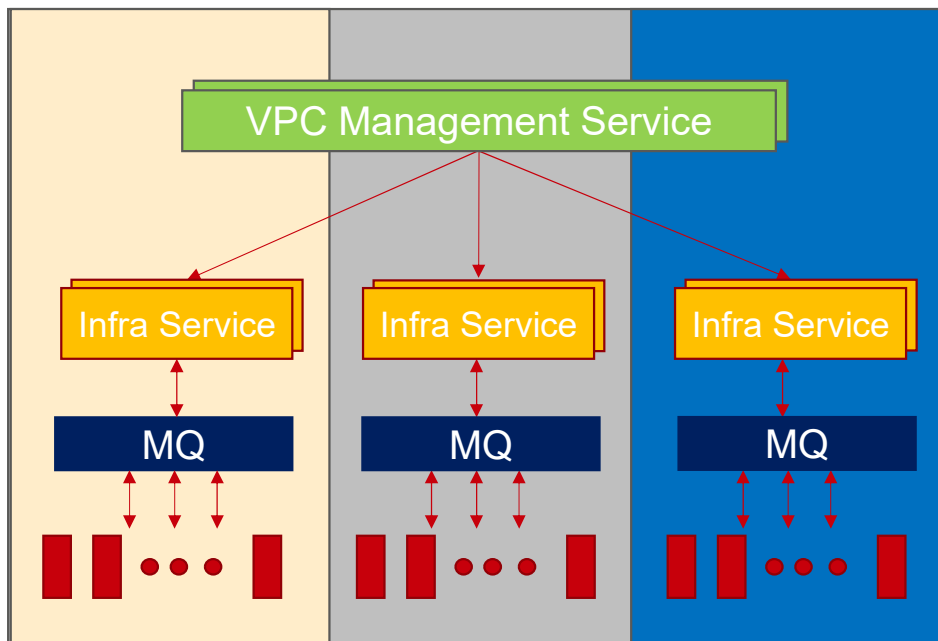 VPC Management Service
Infra Service
Infra Service
Infra Service
MQ
MQ
MQ